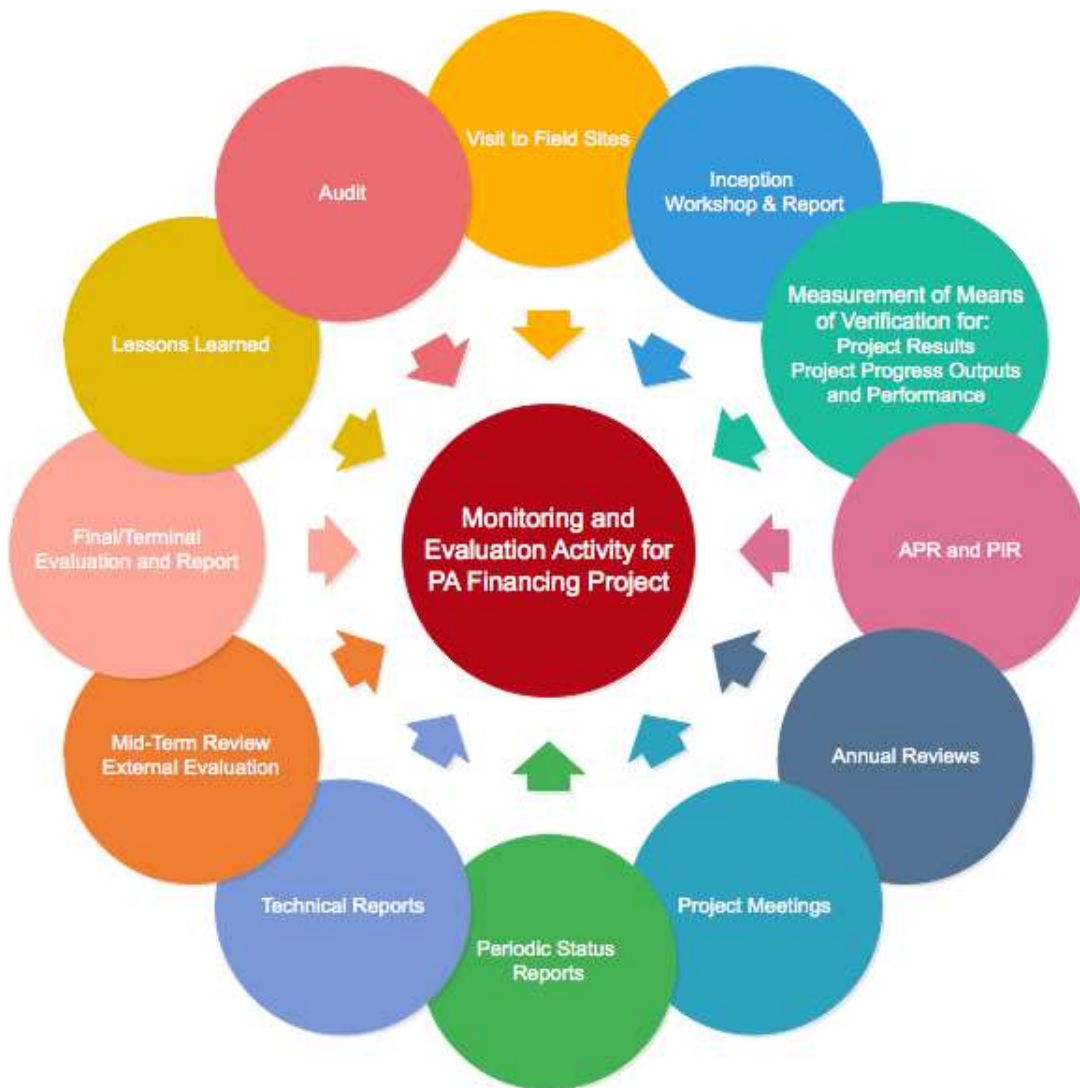 Visit to Field Sites
Inception
Workshop & Report
Measurement of Means
of Verification for:
Project Results
Project Progress Outputs
and Performance
APR and PIR
Annual Reviews
Project Meetings
Periodic Status
Reports
Technical Reports
Mid-Term Review
External Evaluation
Final/Terminal
Evaluation and Report
Lessons Learned
Audit
Monitoring and
Evaluation Activity for
PA Financing Project